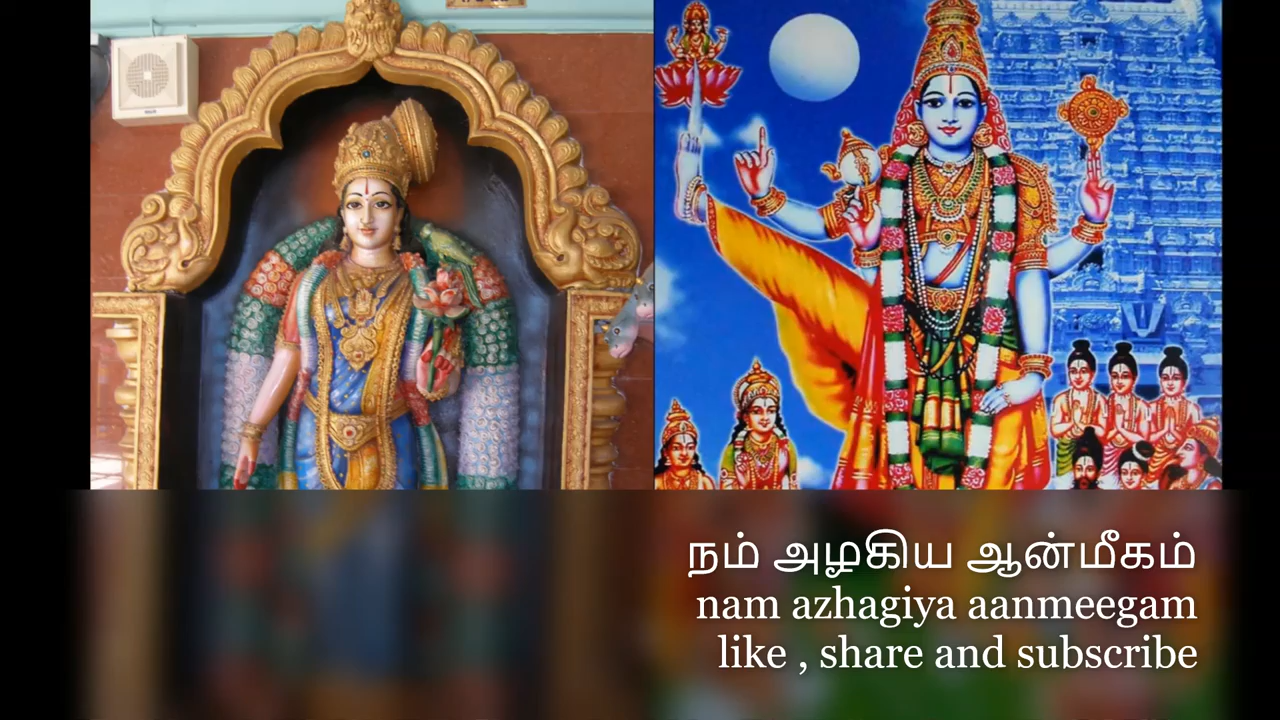 நம் அழகிய ஆன்மீகம்
nam azhagiya aanmeegam
like , share and subscribe